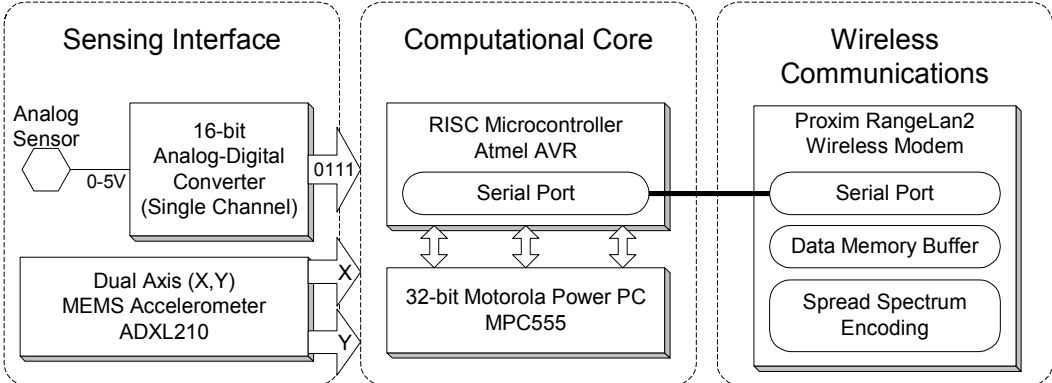 Sensing Interface
Analog
Sensor
0-5V
16-bit
Analog-Digital
Converter
(Single Channel)
0111
Dual Axis (X,Y)
MEMS Accelerometer
ADXL210
X
Y
Computational Core
RISC Microcontroller
Atmel AVR
Serial Port
32-bit Motorola Power PC
MPC555
Wireless
Communications
Proxim RangeLan2
Wireless Modem
Serial Port
Data Memory Buffer
Spread Spectrum
Encoding